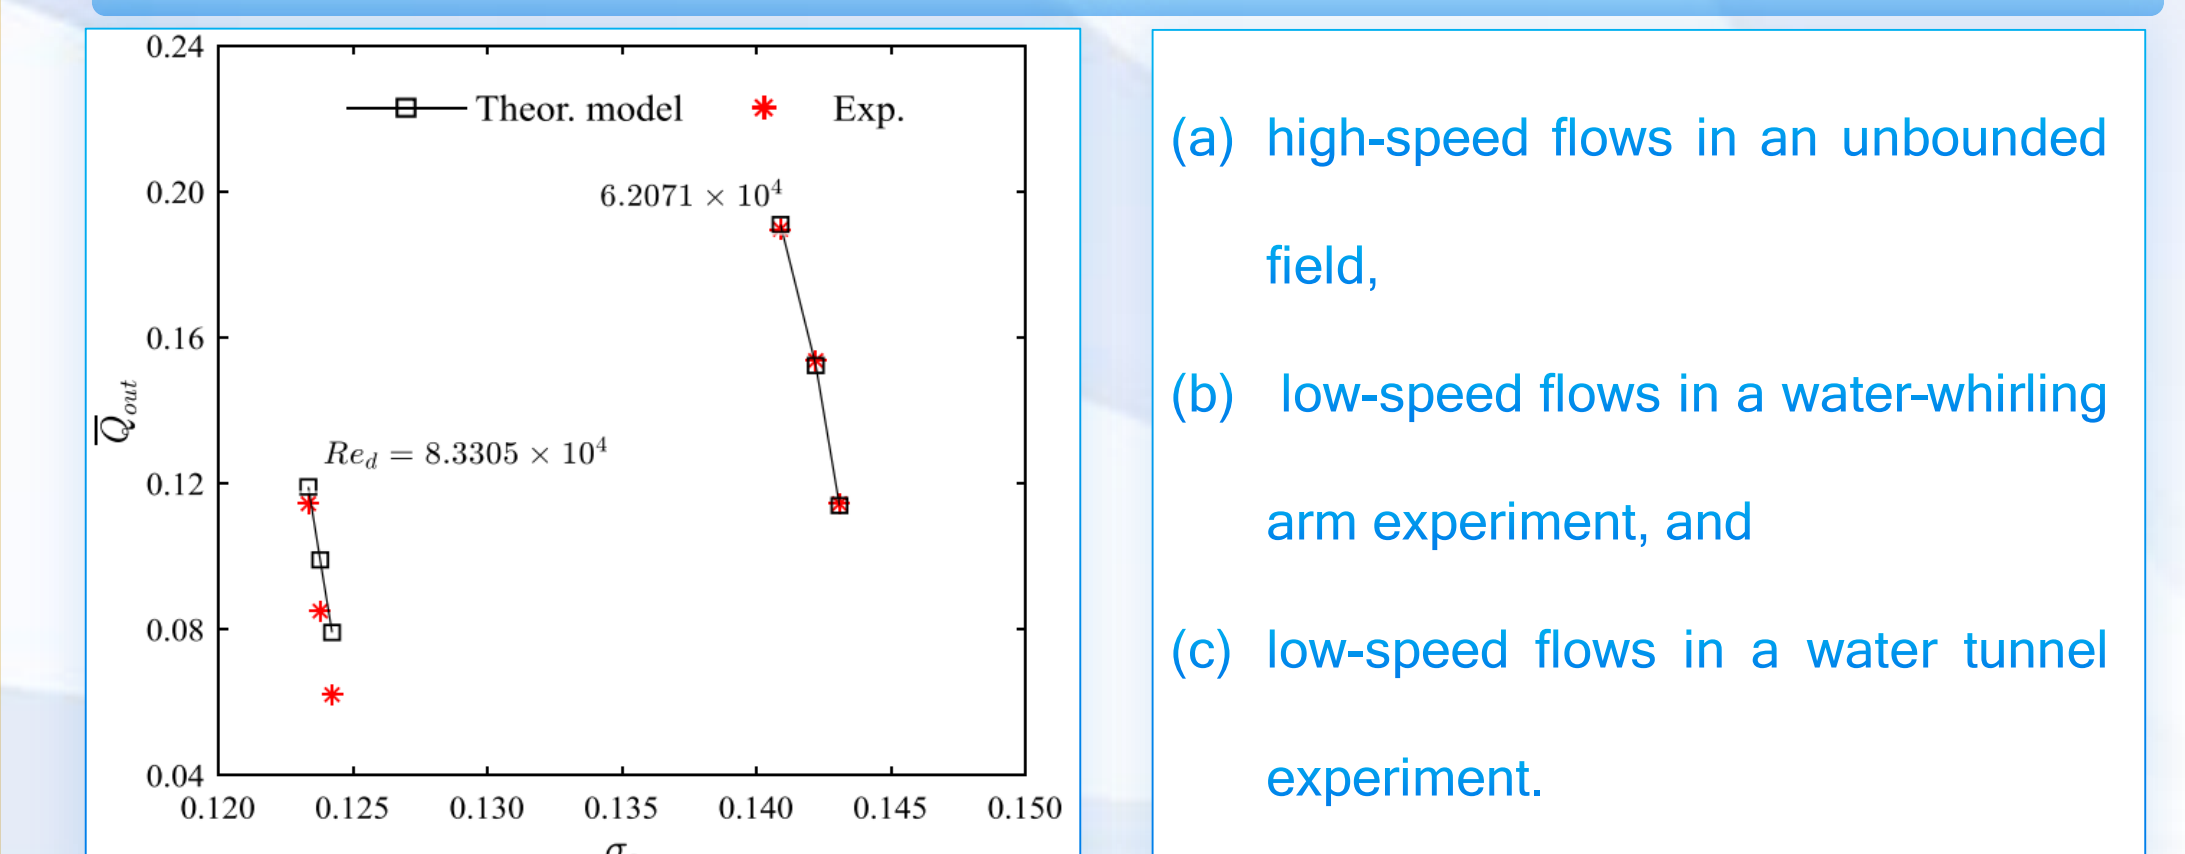 0.24
Theor. model
Exp.
0.20
6.2071 × 10⁴
0.16
Q̅out
Re_d = 8.3305 × 10⁴
0.12
0.08
0.04
0.120 0.125 0.130 0.135 0.140 0.145 0.150
(a) high-speed flows in an unbounded
field,
(b) low-speed flows in a water-whirling
arm experiment, and
(c) low-speed flows in a water tunnel
experiment.